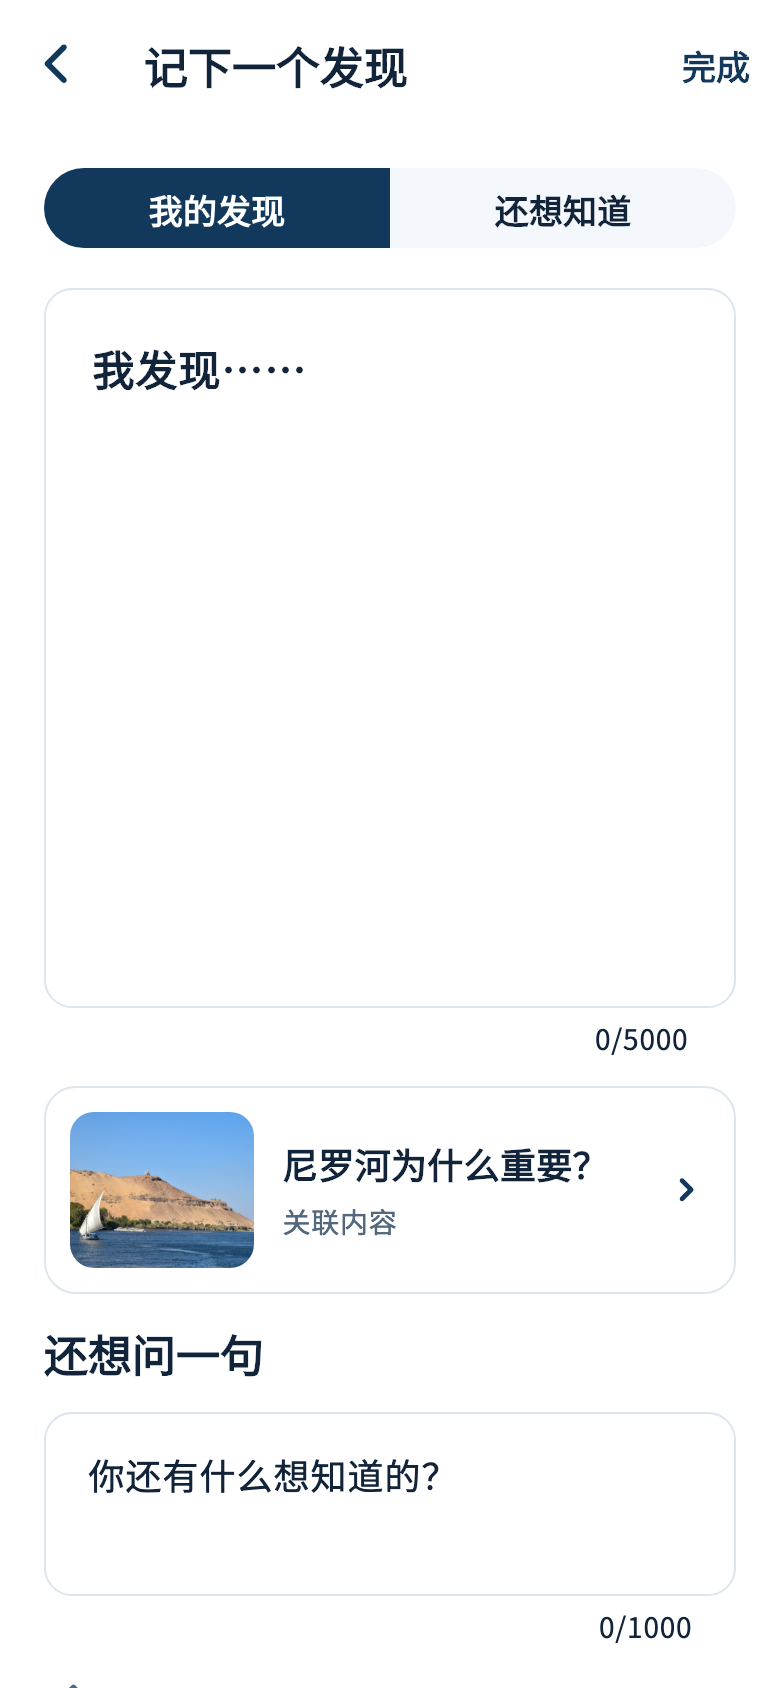 记下一个发现
完成
我的发现
还想知道
我发现……
0/5000
尼罗河为什么重要？
关联内容
还想问一句
你还有什么想知道的？
0/1000